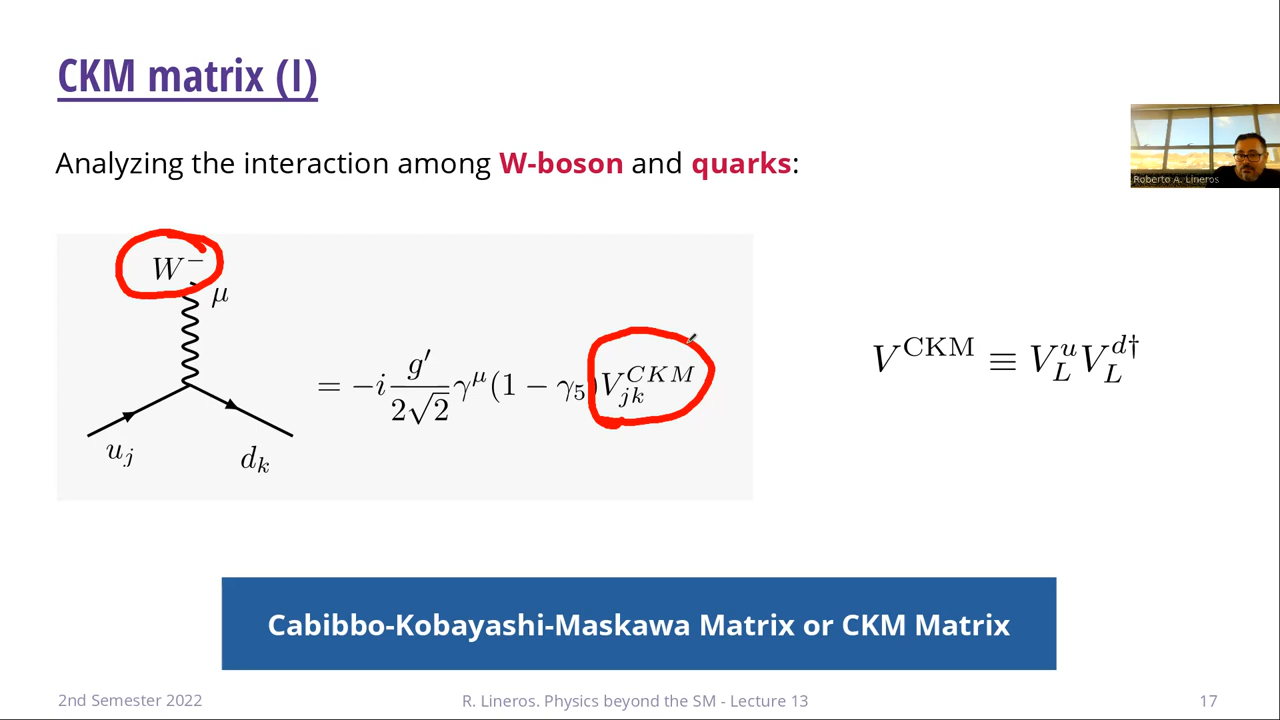 CKM matrix (I)
Analyzing the interaction among W-boson and quarks:
Roberto A. Lineros
W⁻
μ
= −i g′/2√2 γ^μ(1 − γ₅)V_{jk}^{CKM}
u_j
d_k
V^{CKM} ≡ V_L^u V_L^{d†}
Cabibbo-Kobayashi-Maskawa Matrix or CKM Matrix
2nd Semester 2022
R. Lineros. Physics beyond the SM - Lecture 13
17